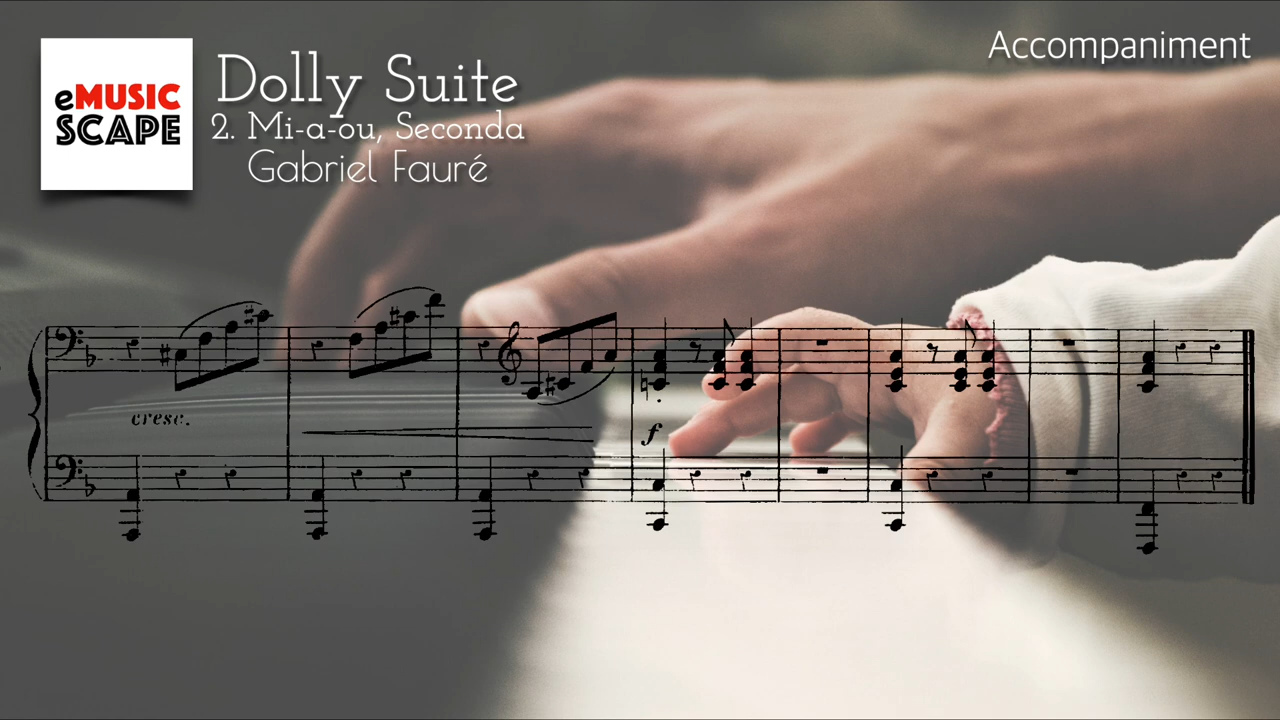 eMUSIC
SCAPE
Dolly Suite
2. Mi-a-ou, Seconda
Gabriel Fauré
Accompaniment
cresc.
f